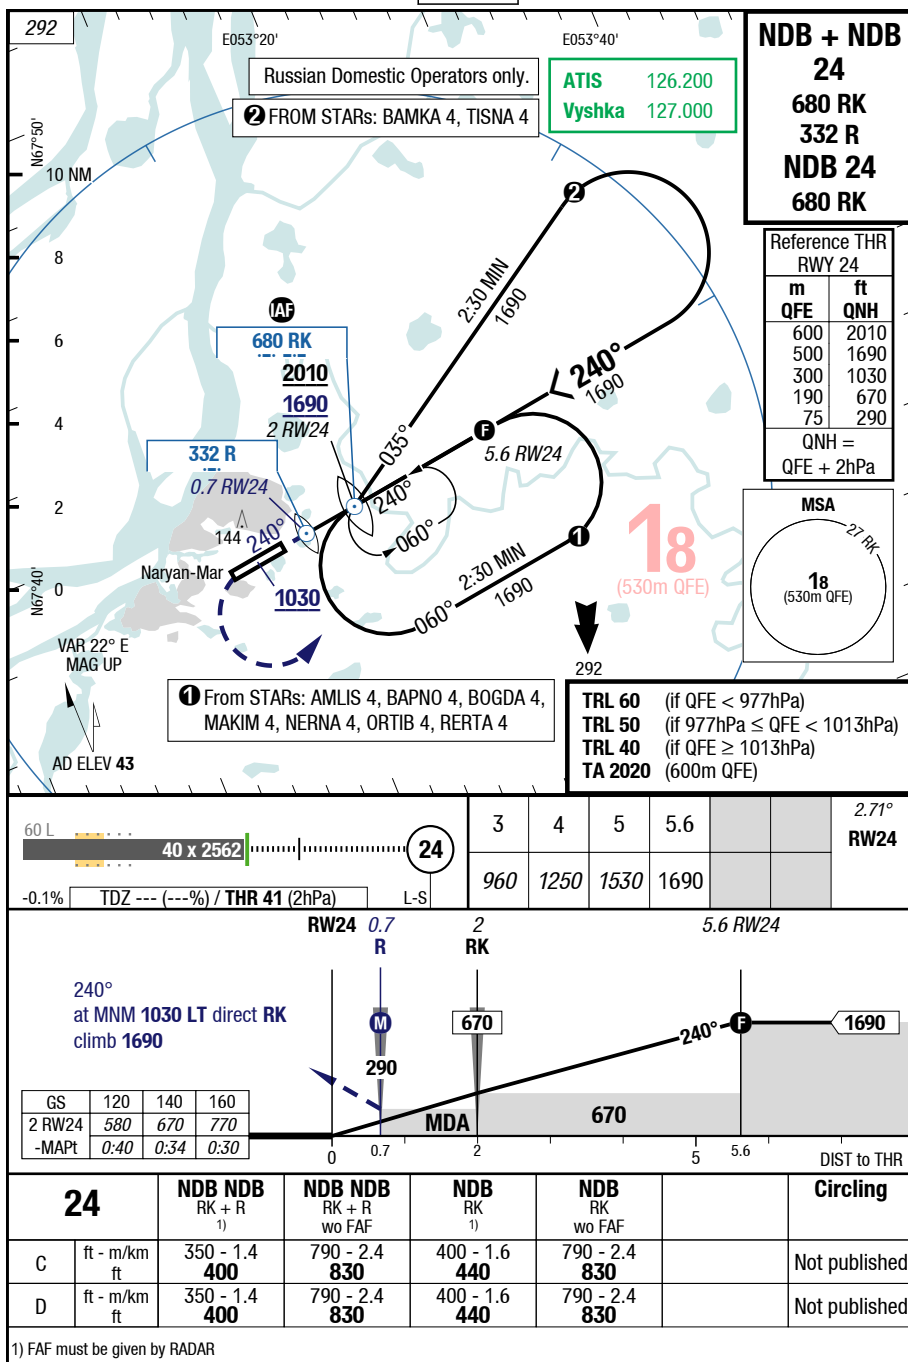 292
E053°20'
E053°40'
NDB + NDB
24
680 RK
332 R
NDB 24
680 RK
Russian Domestic Operators only.
2 FROM STARs: BAMKA 4, TISNA 4
ATIS 126.200
Vyshka 127.000
N67°50'
10 NM
8
6
4
2
0
N67°40'
2
2:30 MIN
1690
IAF
680 RK
2010
1690
2 RW24
035°
240°
1690
F
5.6 RW24
332 R
0.7 RW24
240°
060°
144
240°
Naryan-Mar
1030
1
2:30 MIN
060°
1690
18
(530m QFE)
Reference THR
RWY 24
m ft
QFE QNH
600 2010
500 1690
300 1030
190 670
75 290
QNH =
QFE + 2hPa
MSA
27 RK
18
(530m QFE)
292
VAR 22° E
MAG UP
AD ELEV 43
1 From STARs: AMLIS 4, BAPNO 4, BOGDA 4,
MAKIM 4, NERNA 4, ORTIB 4, RERTA 4
TRL 60 (if QFE < 977hPa)
TRL 50 (if 977hPa ≤ QFE < 1013hPa)
TRL 40 (if QFE ≥ 1013hPa)
TA 2020 (600m QFE)
60 L
40 x 2562
24
-0.1% TDZ --- (---%) / THR 41 (2hPa) L-S
3 4 5 5.6 2.71°
RW24
960 1250 1530 1690
RW24 0.7 2 5.6 RW24
R RK
240°
at MNM 1030 LT direct RK
climb 1690
M
670
240°
F
1690
290
MDA
670
GS 120 140 160
2 RW24 580 670 770
-MAPt 0:40 0:34 0:30
0 0.7 2 5 5.6 DIST to THR
24 NDB NDB NDB NDB NDB NDB Circling
RK + R RK + R RK RK
1) wo FAF 1) wo FAF
C ft - m/km 350 - 1.4 790 - 2.4 400 - 1.6 790 - 2.4 Not published
ft 400 830 440 830
D ft - m/km 350 - 1.4 790 - 2.4 400 - 1.6 790 - 2.4 Not published
ft 400 830 440 830
1) FAF must be given by RADAR